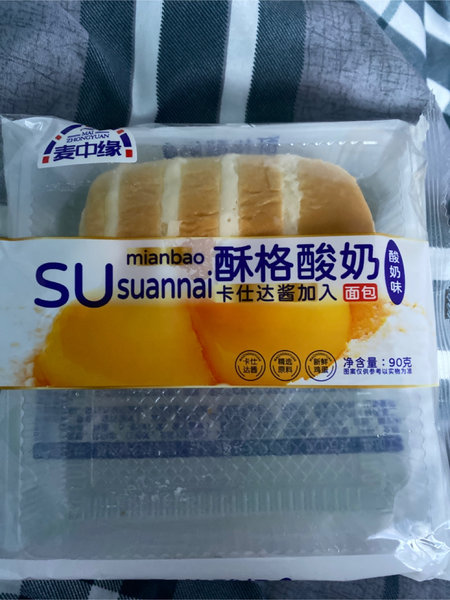 MAI
ZHONGYUAN
麦中缘
mianbao
SU suannai
酥格酸奶
卡仕达酱加入 面包
酸奶味
卡仕达酱
精选原料
新鲜鸡蛋
净含量：90克
图案仅供参考以实物为准